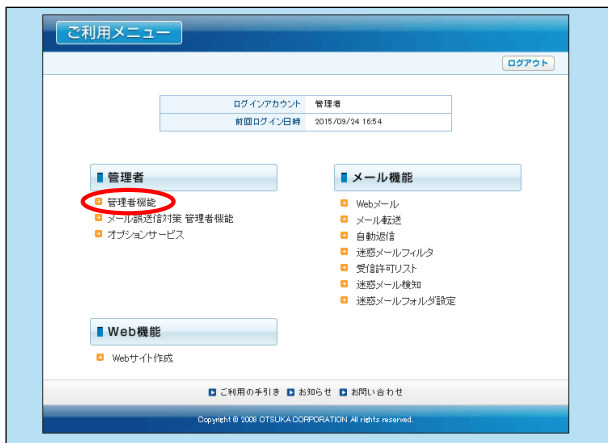 ご利用メニュー
ログアウト
ログインアカウント 管理者
前回ログイン日時 2015/09/24 16:54
管理者
管理者機能
メール誤送信対策 管理者機能
オプションサービス
メール機能
Webメール
メール転送
自動返信
迷惑メールフィルタ
受信許可リスト
迷惑メール検知
迷惑メールフォルダ設定
Web機能
Webサイト作成
ご利用の手引き お知らせ お問い合わせ
Copyright © 2008 OTSUKA CORPORATION All rights reserved.